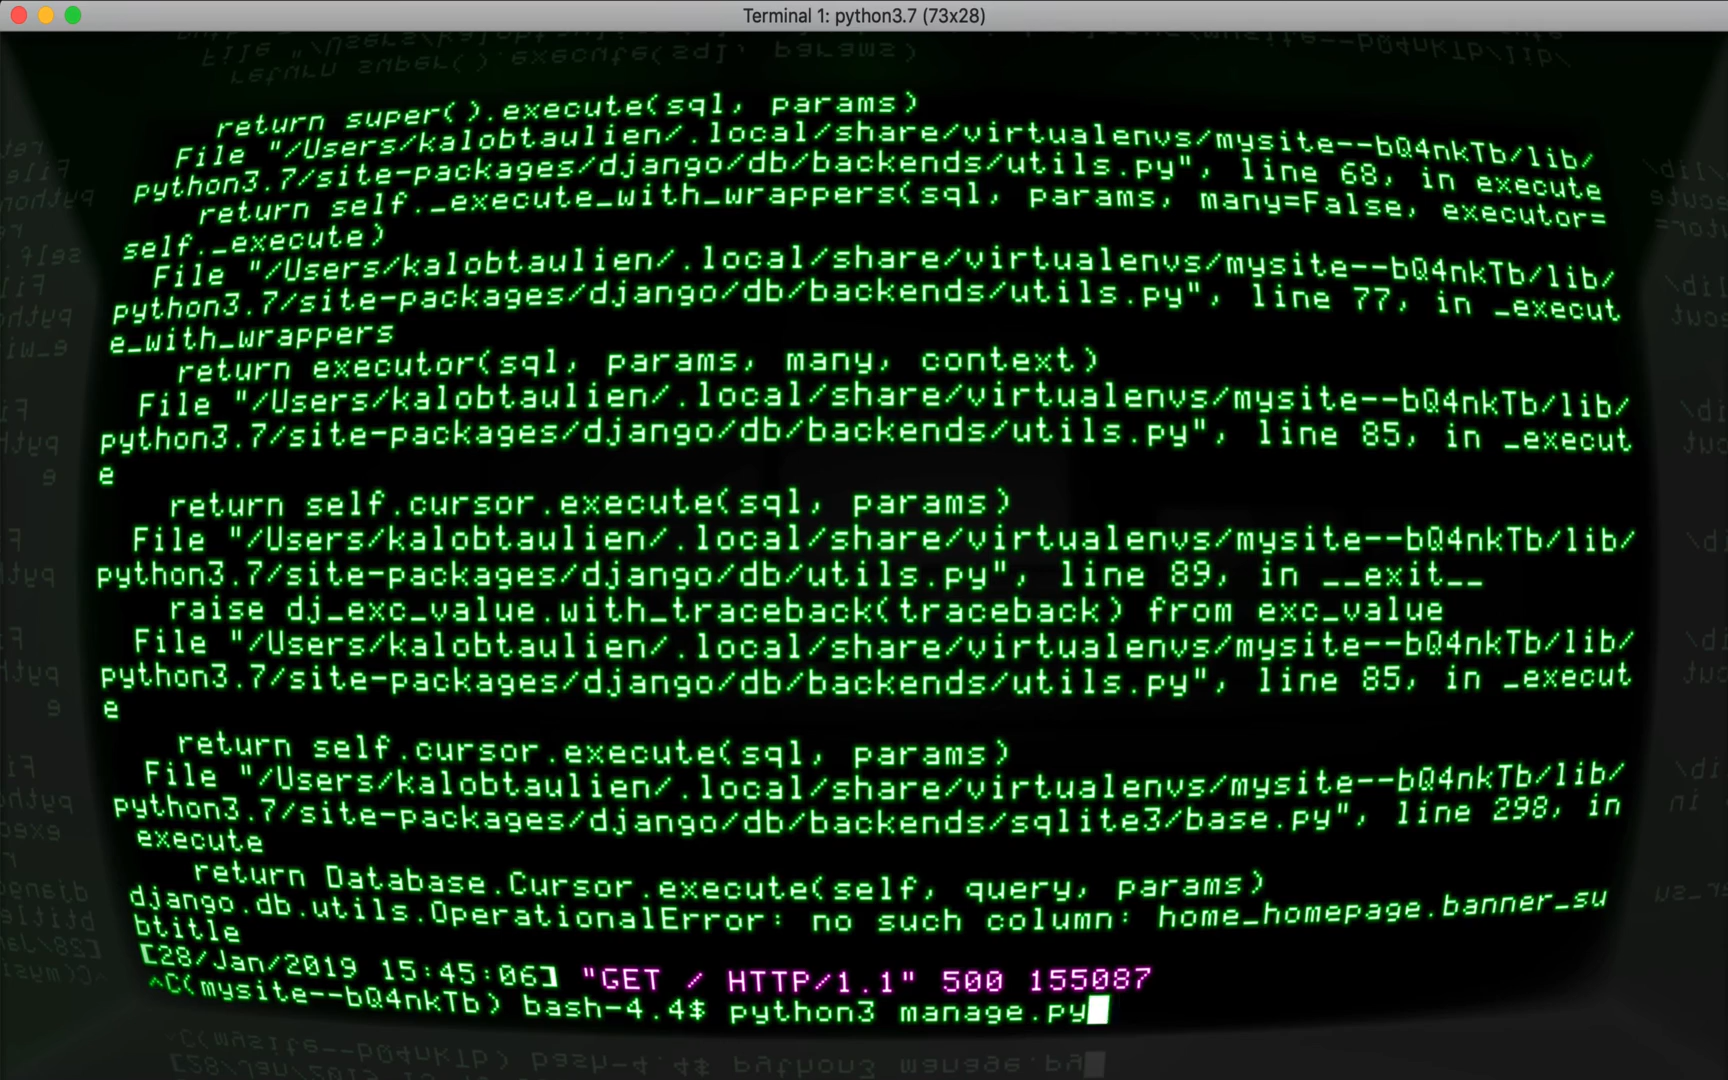 Terminal 1: python3.7 (73x28)
return super().execute(sql, params)
File "/Users/kalobtaulien/.local/share/virtualenvs/mysite--bQ4nkTb/lib/
python3.7/site-packages/django/db/backends/utils.py", line 68, in execute
return self._execute_with_wrappers(sql, params, many=False, executor=
self._execute)
File "/Users/kalobtaulien/.local/share/virtualenvs/mysite--bQ4nkTb/lib/
python3.7/site-packages/django/db/backends/utils.py", line 77, in _execut
e_with_wrappers
return executor(sql, params, many, context)
File "/Users/kalobtaulien/.local/share/virtualenvs/mysite--bQ4nkTb/lib/
python3.7/site-packages/django/db/backends/utils.py", line 85, in _execut
e
return self.cursor.execute(sql, params)
File "/Users/kalobtaulien/.local/share/virtualenvs/mysite--bQ4nkTb/lib/
python3.7/site-packages/django/db/utils.py", line 89, in __exit__
raise dj_exc_value.with_traceback(traceback) from exc_value
File "/Users/kalobtaulien/.local/share/virtualenvs/mysite--bQ4nkTb/lib/
python3.7/site-packages/django/db/backends/utils.py", line 85, in _execut
e
return self.cursor.execute(sql, params)
File "/Users/kalobtaulien/.local/share/virtualenvs/mysite--bQ4nkTb/lib/
python3.7/site-packages/django/db/backends/sqlite3/base.py", line 298, in
execute
return Database.Cursor.execute(self, query, params)
django.db.utils.OperationalError: no such column: home_homepage.banner_su
btitle
[28/Jan/2019 15:45:06] "GET / HTTP/1.1" 500 155087
^C(mysite--bQ4nkTb) bash-4.4$ python3 manage.py